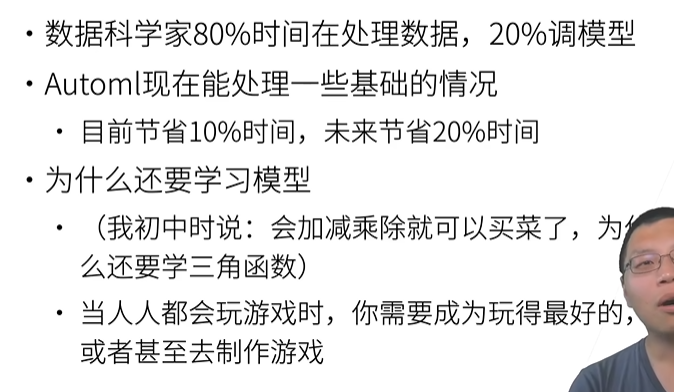 • 数据科学家80%时间在处理数据，20%调模型
• Automl现在能处理一些基础的情况
• 目前节省10%时间，未来节省20%时间
• 为什么还要学习模型
• （我初中时说：会加减乘除就可以买菜了，为什
么还要学三角函数）
• 当人人都会玩游戏时，你需要成为玩得最好的，
或者甚至去制作游戏